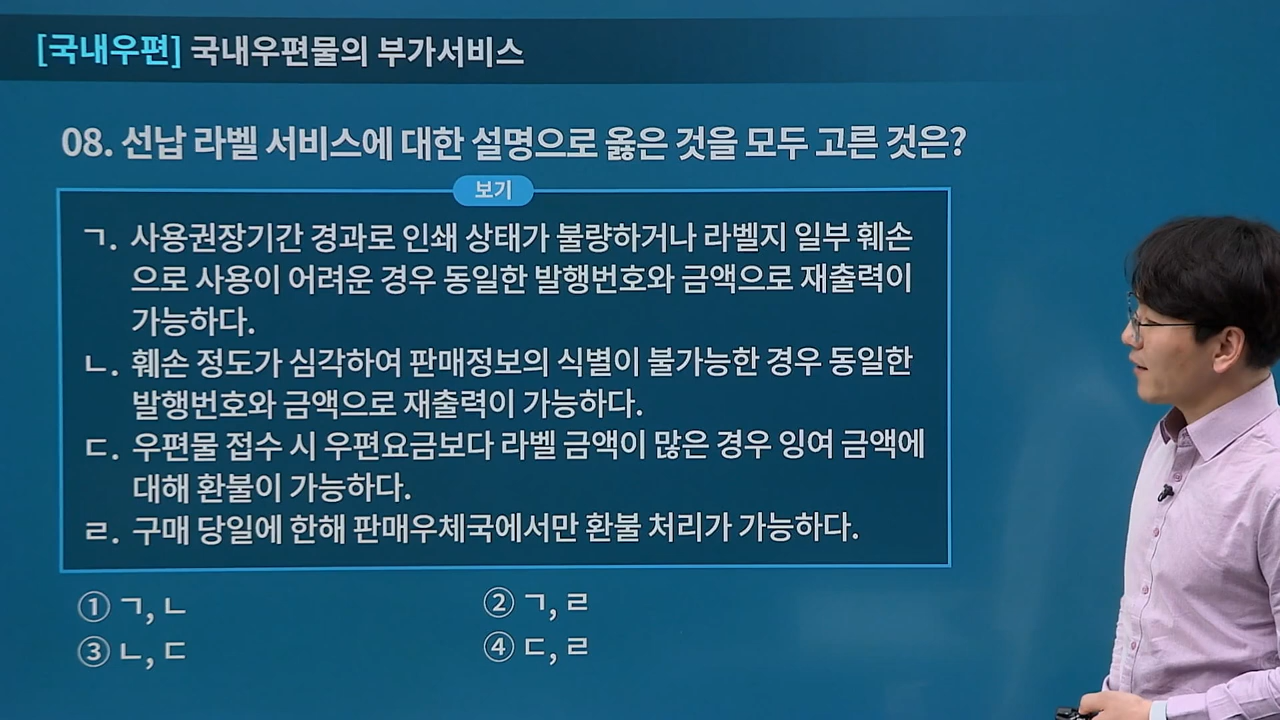 [국내우편] 국내우편물의 부가서비스
08. 선납 라벨 서비스에 대한 설명으로 옳은 것을 모두 고른 것은?
보기
ㄱ. 사용권장기간 경과로 인쇄 상태가 불량하거나 라벨지 일부 훼손
으로 사용이 어려운 경우 동일한 발행번호와 금액으로 재출력이
가능하다.
ㄴ. 훼손 정도가 심각하여 판매정보의 식별이 불가능한 경우 동일한
발행번호와 금액으로 재출력이 가능하다.
ㄷ. 우편물 접수 시 우편요금보다 라벨 금액이 많은 경우 잉여 금액에
대해 환불이 가능하다.
ㄹ. 구매 당일에 한해 판매우체국에서만 환불 처리가 가능하다.
① ㄱ, ㄴ
② ㄱ, ㄹ
③ ㄴ, ㄷ
④ ㄷ, ㄹ